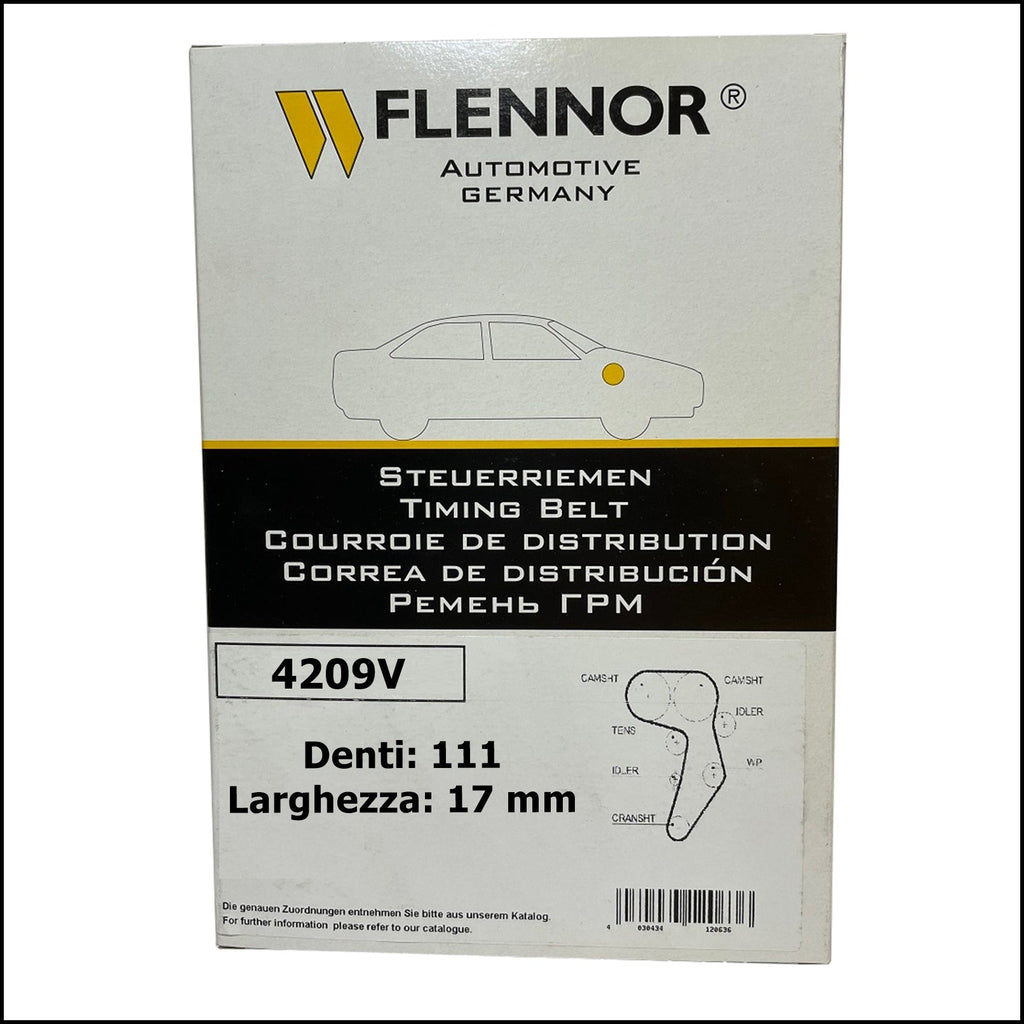 FLENNOR ®
AUTOMOTIVE
GERMANY
STEUERRIEMEN
TIMING BELT
COURROIE DE DISTRIBUTION
CORREA DE DISTRIBUCIÓN
РЕМЕНЬ ГРМ
4209V
CAMSHT
CAMSHT
IDLER
TENS
WP
IDLER
CRANSHT
Denti: 111
Larghezza: 17 mm
Die genauen Zuordnungen entnehmen Sie bitte aus unserem Katalog.
For further information please refer to our catalogue.
4 030434 120636